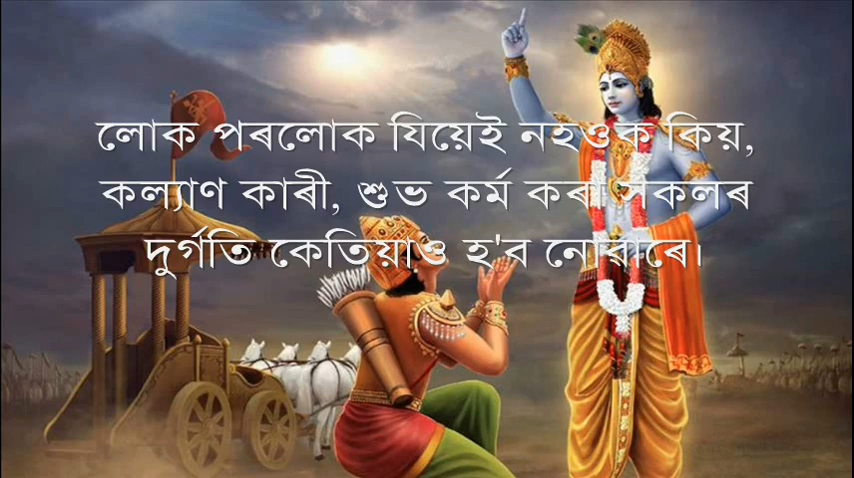 লোক পৰলোক যিয়েই নহওক কিয়,
কল্যাণ কাৰী, শুভ কৰ্ম কৰা সকলৰ
দুৰ্গতি কেতিয়াও হ'ব নোৱাৰে।